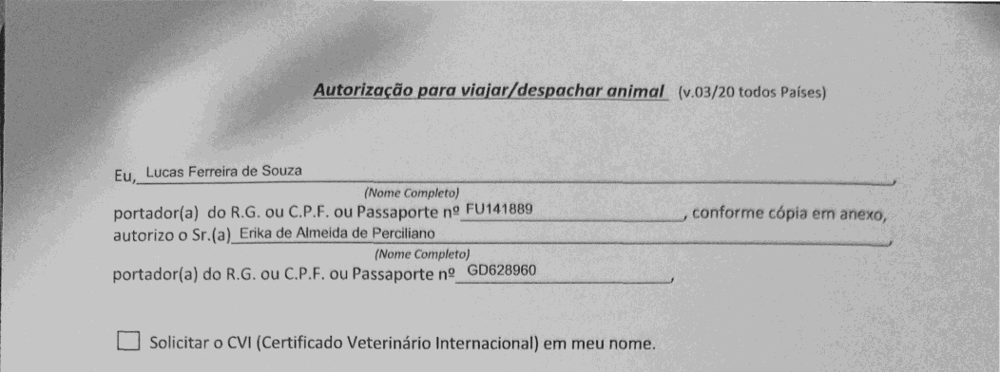 Autorização para viajar/despachar animal (v.03/20 todos Países)
Eu, Lucas Ferreira de Souza,
(Nome Completo)
portador(a) do R.G. ou C.P.F. ou Passaporte nº FU141889, conforme cópia em anexo,
autorizo o Sr.(a) Erika de Almeida de Perciliano,
(Nome Completo)
portador(a) do R.G. ou C.P.F. ou Passaporte nº GD628960,
Solicitar o CVI (Certificado Veterinário Internacional) em meu nome.